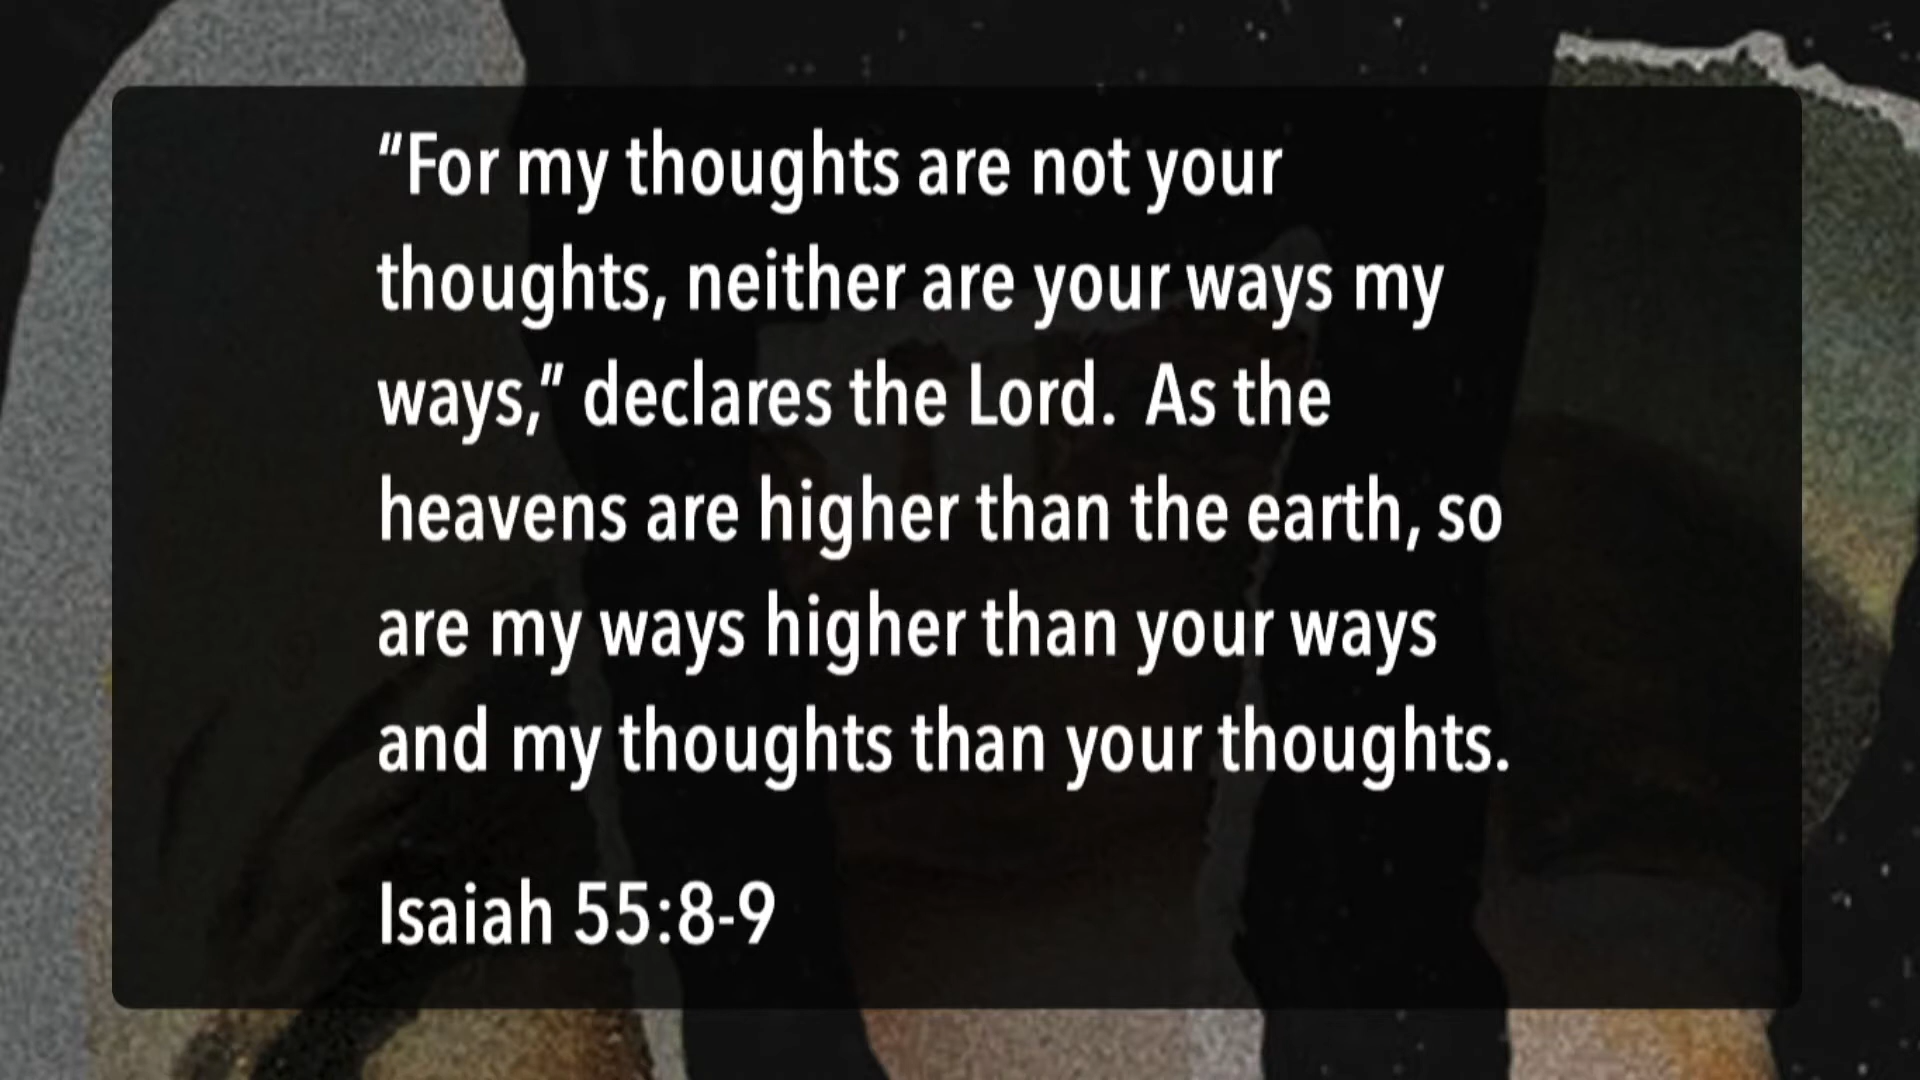 “For my thoughts are not your
thoughts, neither are your ways my
ways,” declares the Lord.  As the
heavens are higher than the earth, so
are my ways higher than your ways
and my thoughts than your thoughts.
Isaiah 55:8-9